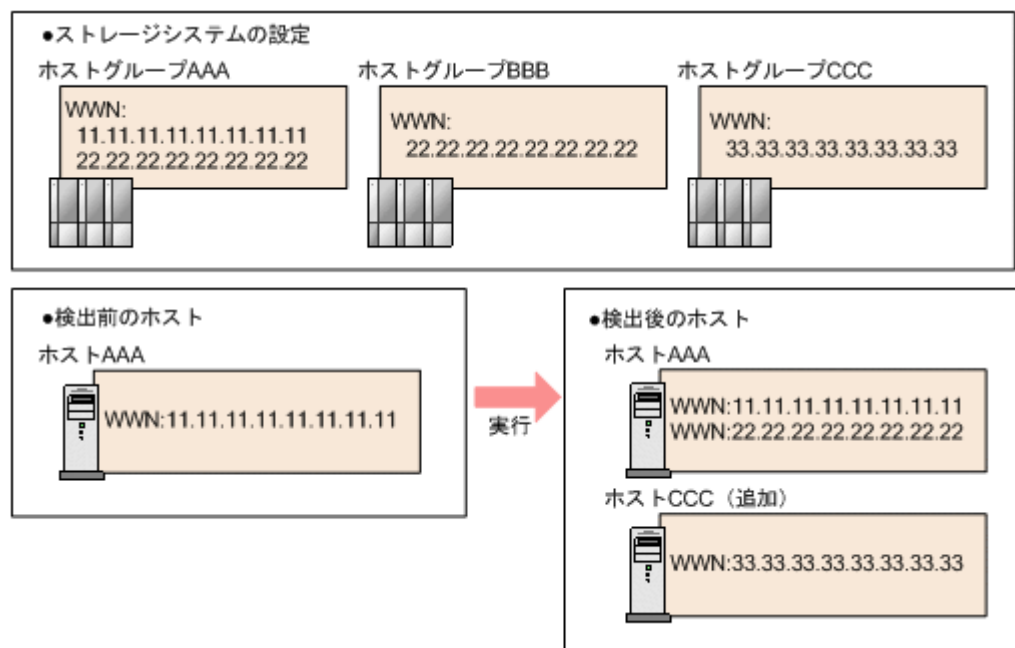 ●ストレージシステムの設定
ホストグループAAA
WWN:
11.11.11.11.11.11.11.11
22.22.22.22.22.22.22.22
ホストグループBBB
WWN:
22.22.22.22.22.22.22.22
ホストグループCCC
WWN:
33.33.33.33.33.33.33.33
●検出前のホスト
ホストAAA
WWN:11.11.11.11.11.11.11.11
実行
●検出後のホスト
ホストAAA
WWN:11.11.11.11.11.11.11.11
WWN:22.22.22.22.22.22.22.22
ホストCCC（追加）
WWN:33.33.33.33.33.33.33.33